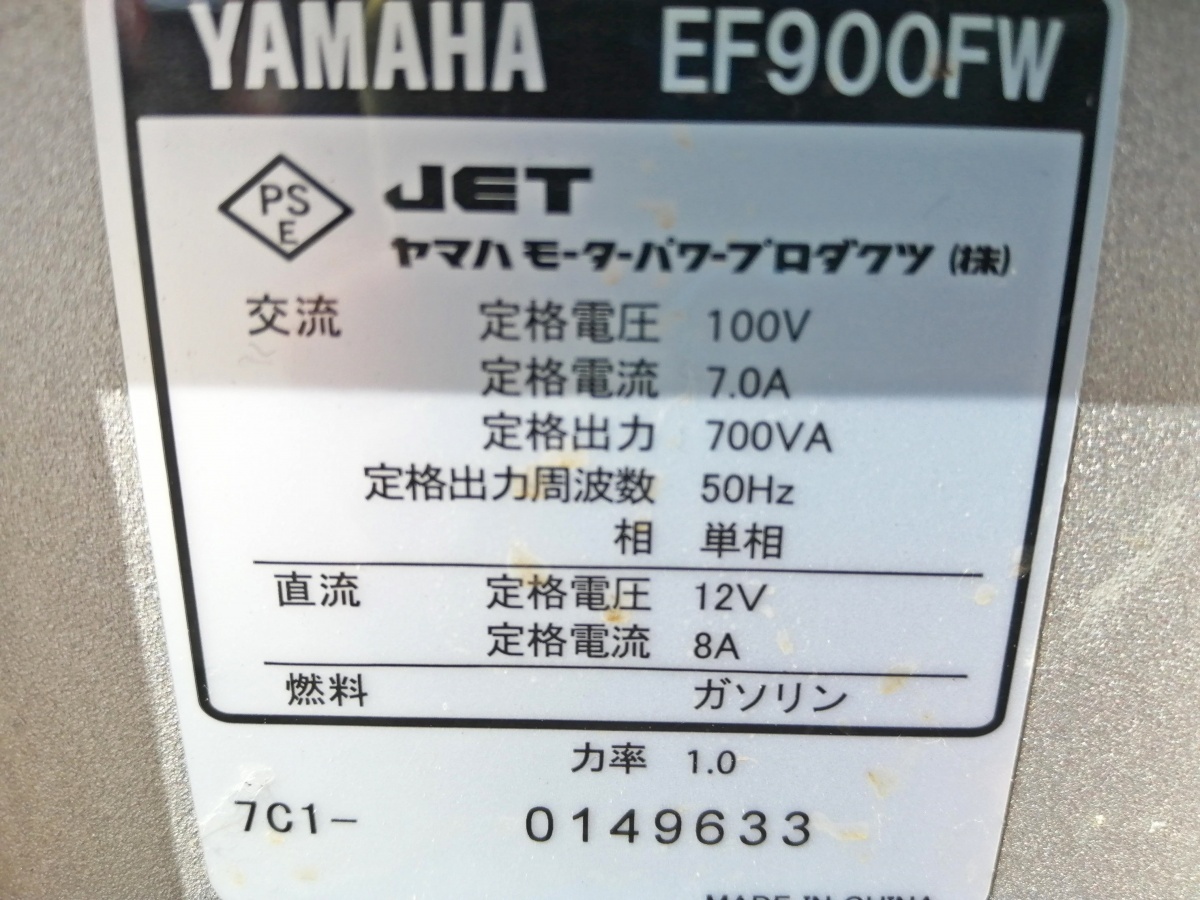 YAMAHA EF900FW
PS E JET
ヤマハモーターパワープロダクツ (株)
交流 定格電圧 100V
定格電流 7.0A
定格出力 700VA
定格出力周波数 50Hz
相 単相
直流 定格電圧 12V
定格電流 8A
燃料 ガソリン
力率 1.0
7C1- 0149633
MADE IN CHINA